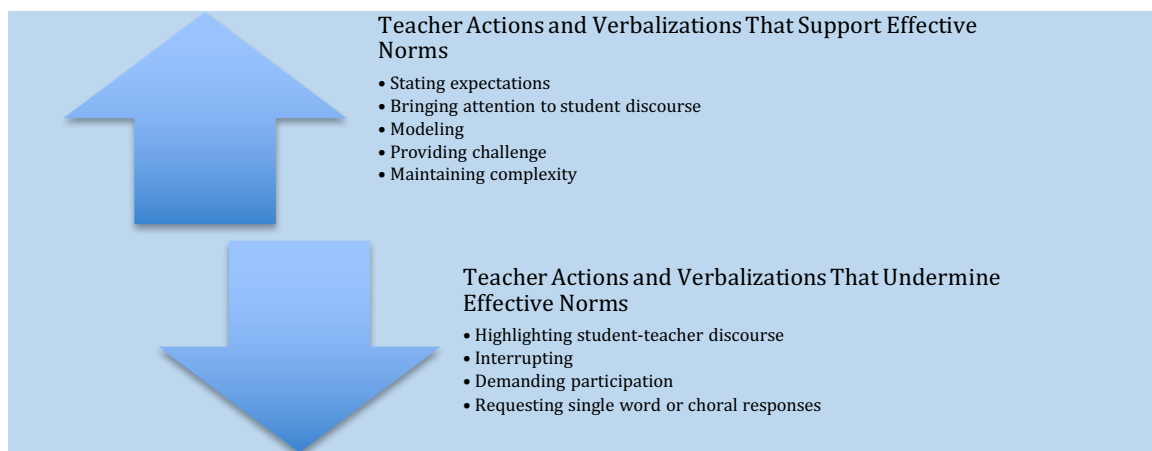 Teacher Actions and Verbalizations That Support Effective
Norms
• Stating expectations
• Bringing attention to student discourse
• Modeling
• Providing challenge
• Maintaining complexity
Teacher Actions and Verbalizations That Undermine
Effective Norms
• Highlighting student-teacher discourse
• Interrupting
• Demanding participation
• Requesting single word or choral responses